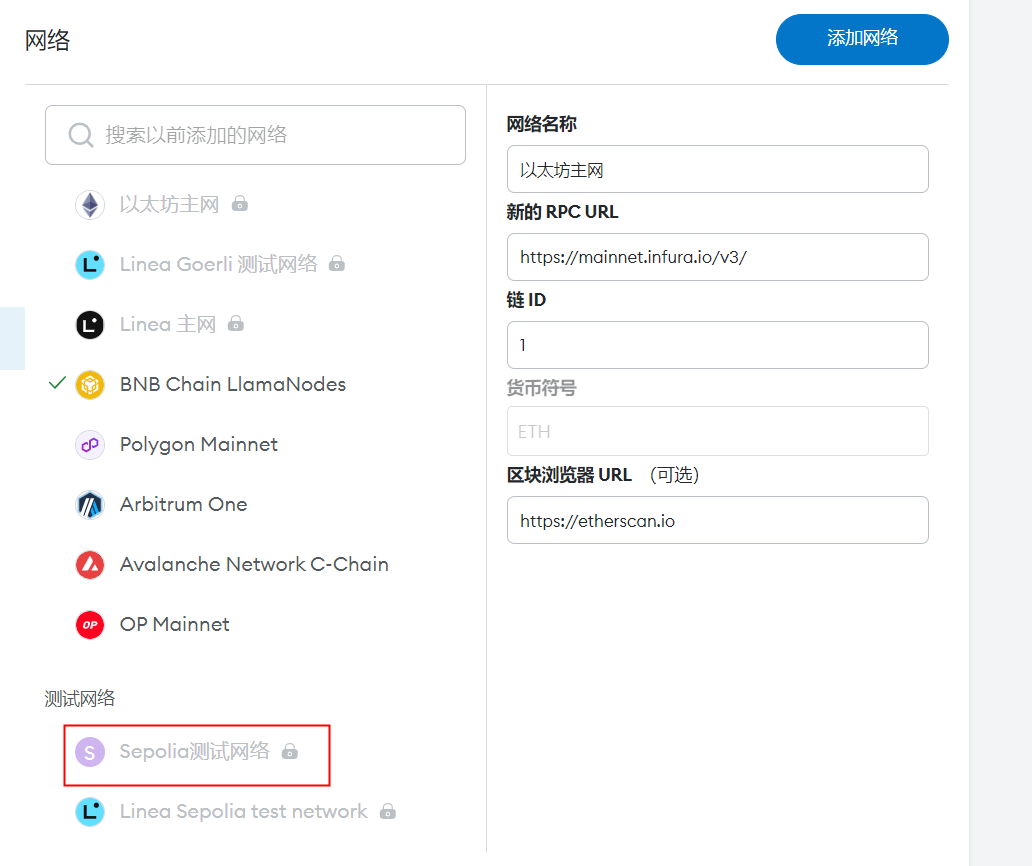 网络
添加网络
搜索以前添加的网络
以太坊主网
Linea Goerli 测试网络
Linea 主网
BNB Chain LlamaNodes
Polygon Mainnet
Arbitrum One
Avalanche Network C-Chain
OP
OP Mainnet
测试网络
S
Sepolia测试网络
Linea Sepolia test network
网络名称
以太坊主网
新的 RPC URL
https://mainnet.infura.io/v3/
链 ID
1
货币符号
ETH
区块浏览器 URL (可选)
https://etherscan.io